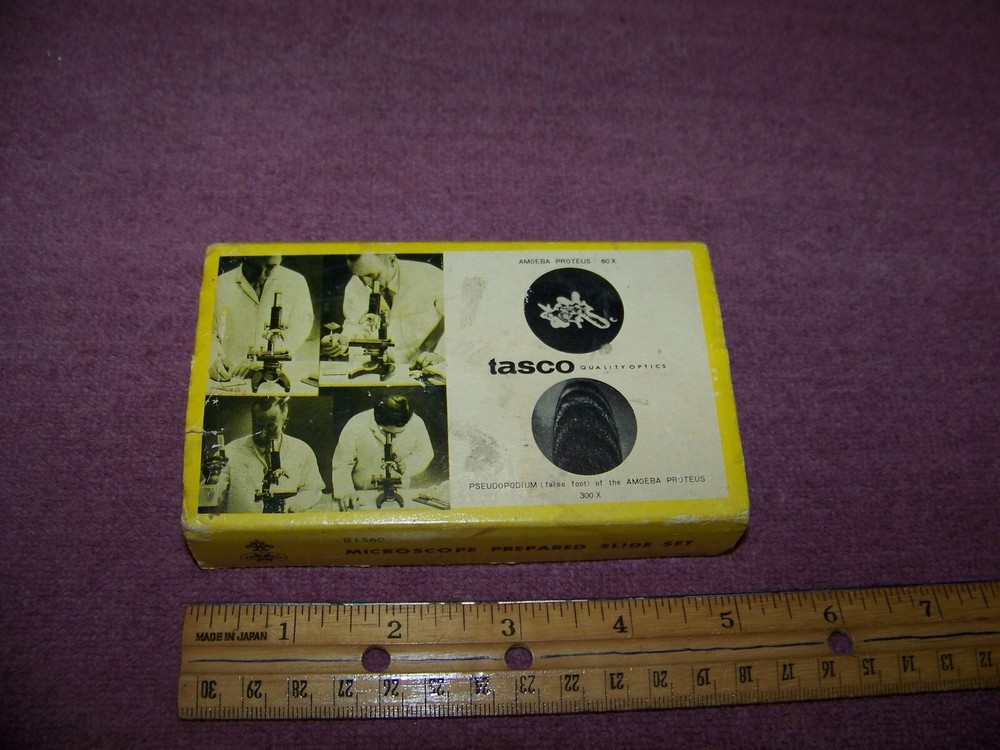 AMOEBA PROTEUS 60 X
tasco QUALITY OPTICS
PSEUDOPODIUM (false foot) of the AMOEBA PROTEUS
300 X
#1560
MICROSCOPE PREPARED SLIDE SET
MADE IN JAPAN 1 2 3 4 5 6 7
30 29 28 27 26 25 24 23 22 21 20 19 18 17 16 15 14 13 12